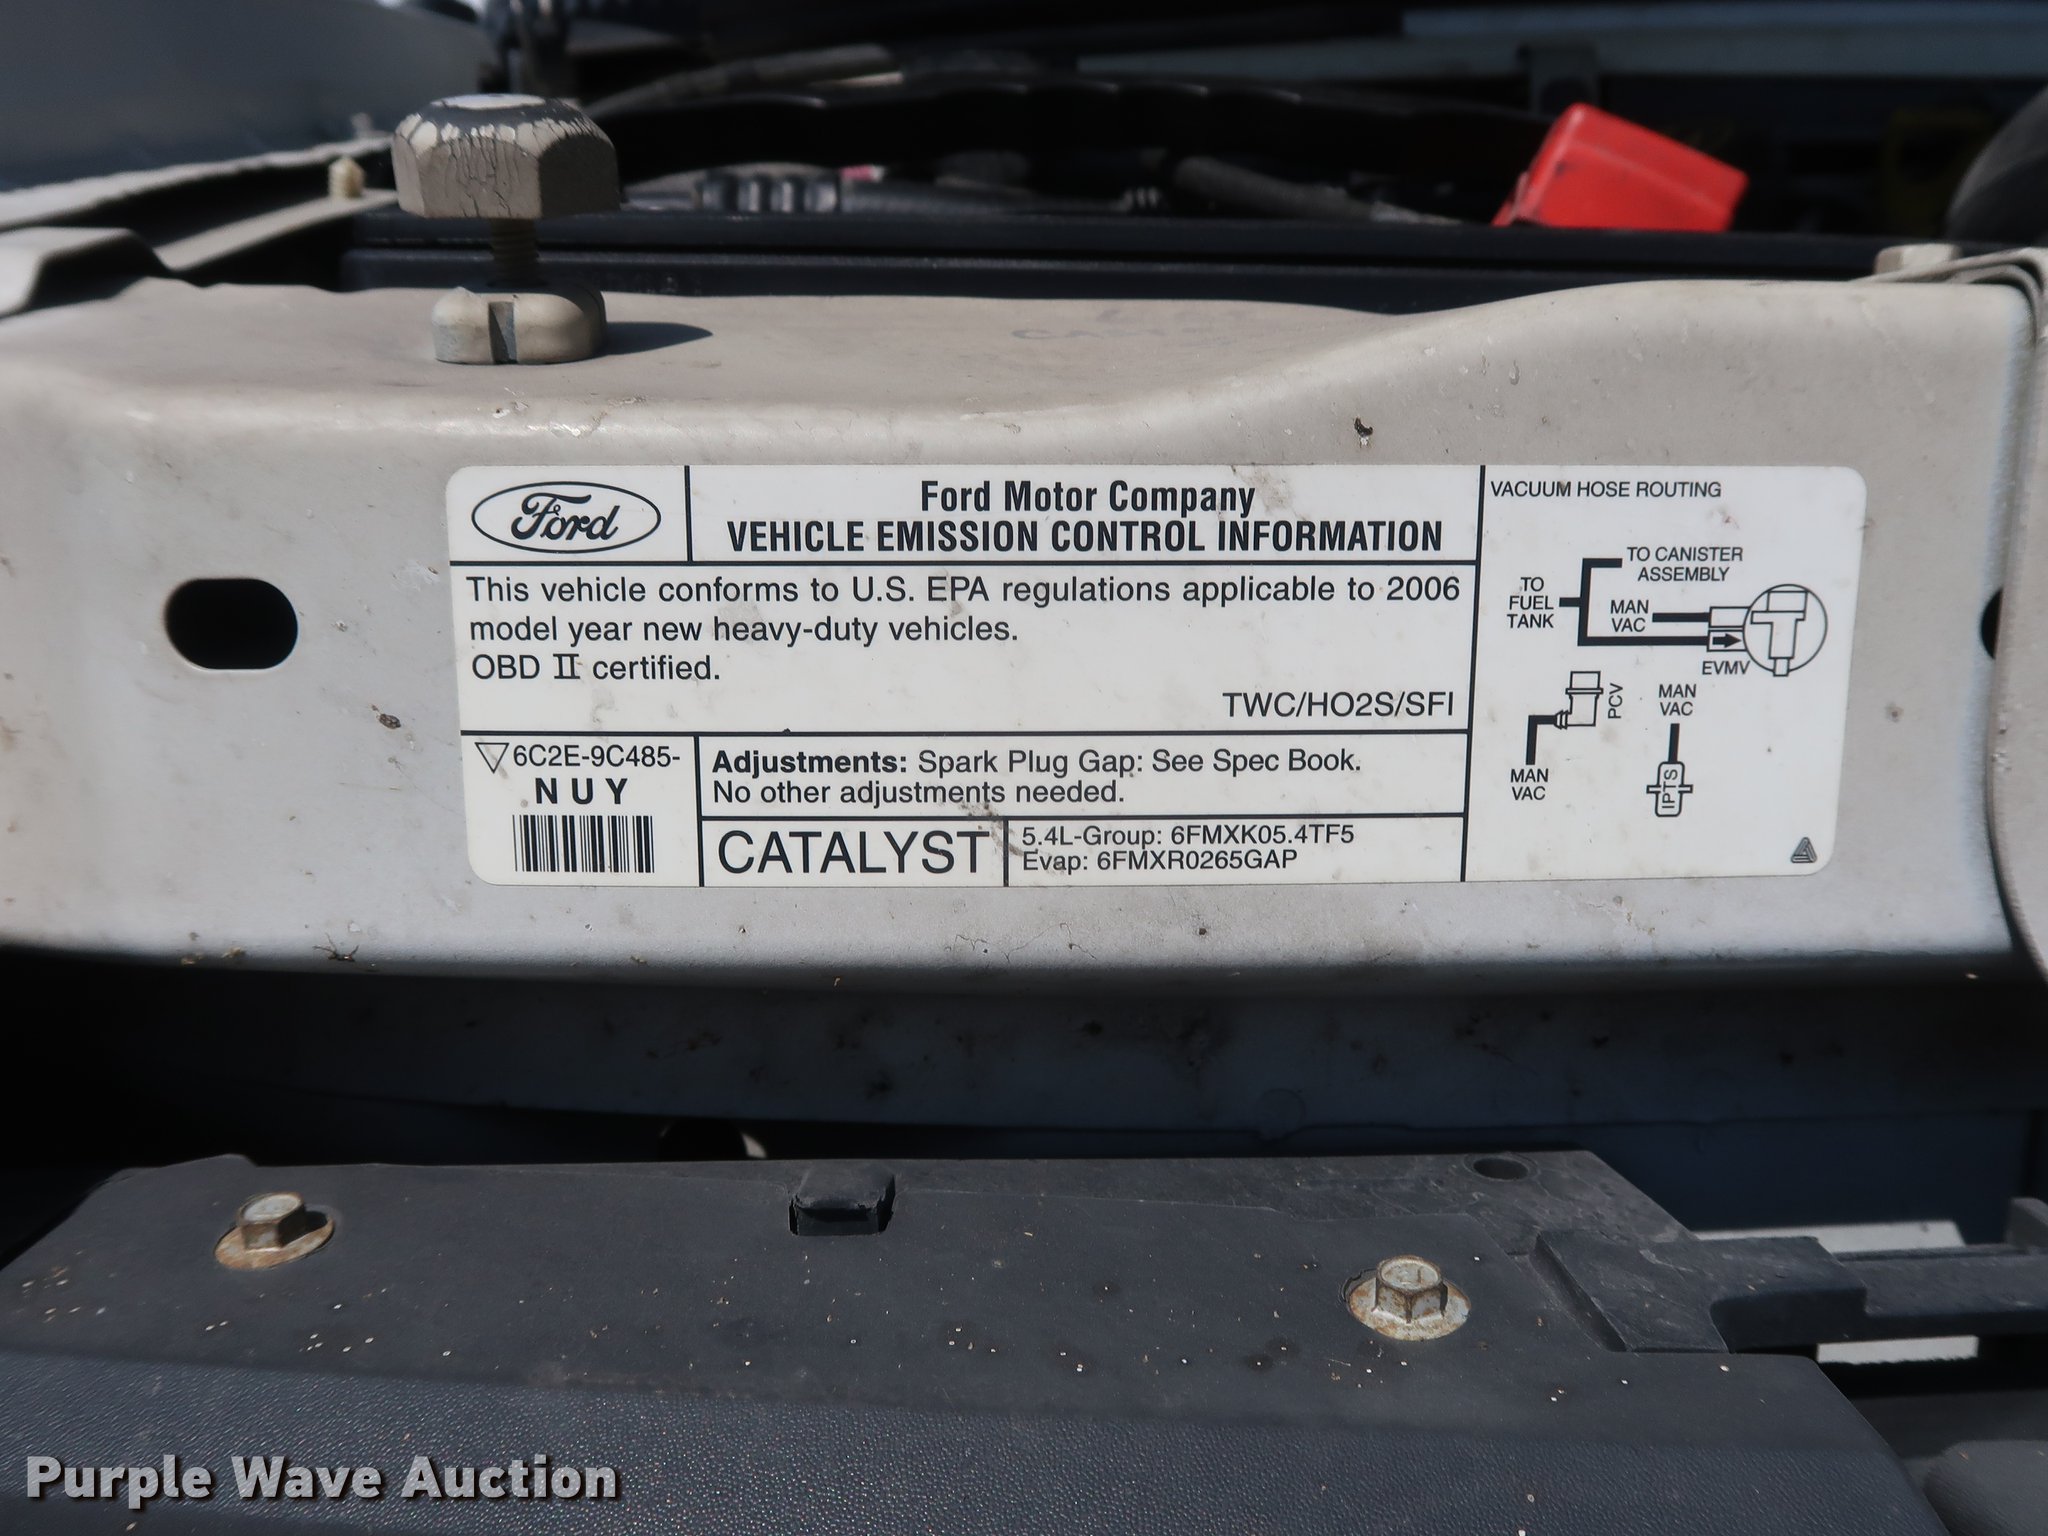 Ford
Ford Motor Company
VEHICLE EMISSION CONTROL INFORMATION
This vehicle conforms to U.S. EPA regulations applicable to 2006
model year new heavy-duty vehicles.
OBD II certified.
TWC/HO2S/SFI
6C2E-9C485-
NUY
Adjustments: Spark Plug Gap: See Spec Book.
No other adjustments needed.
CATALYST
5.4L-Group: 6FMXK05.4TF5
Evap: 6FMXR0265GAP
VACUUM HOSE ROUTING
TO CANISTER
ASSEMBLY
TO
FUEL
TANK
MAN
VAC
EVMV
PCV
MAN
VAC
MAN
VAC
IPTS
Purple Wave Auction